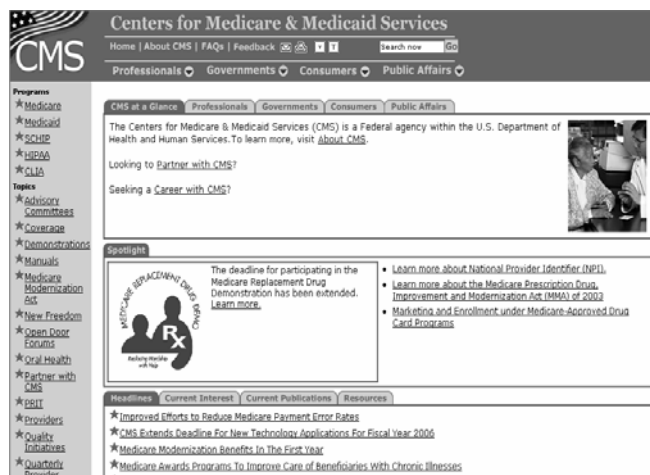 Centers for Medicare & Medicaid Services
CMS
Home | About CMS | FAQs | Feedback
Search now
Go
Professionals Governments Consumers Public Affairs
Programs
Medicare
Medicaid
SCHIP
HIPAA
CLIA
Topics
Advisory
Committees
Coverage
Demonstrations
Manuals
Medicare
Modernization
Act
New Freedom
Open Door
Forums
Oral Health
Partner with
CMS
PRIT
Providers
Quality
Initiatives
Quarterly
Provider
CMS at a Glance Professionals Governments Consumers Public Affairs
The Centers for Medicare & Medicaid Services (CMS) is a Federal agency within the U.S. Department of
Health and Human Services.To learn more, visit About CMS.
Looking to Partner with CMS?
Seeking a Career with CMS?
Spotlight
MEDICARE REPLACEMENT DRUG DEMO
Rx
The deadline for participating in the
Medicare Replacement Drug
Demonstration has been extended.
Learn more.
Learn more about National Provider Identifier (NPI).
Learn more about the Medicare Prescription Drug,
Improvement and Modernization Act (MMA) of 2003
Marketing and Enrollment under Medicare-Approved Drug
Card Programs
Headlines Current Interest Current Publications Resources
Improved Efforts to Reduce Medicare Payment Error Rates
CMS Extends Deadline For New Technology Applications For Fiscal Year 2006
Medicare Modernization Benefits In The First Year
Medicare Awards Programs To Improve Care of Beneficiaries With Chronic Illnesses